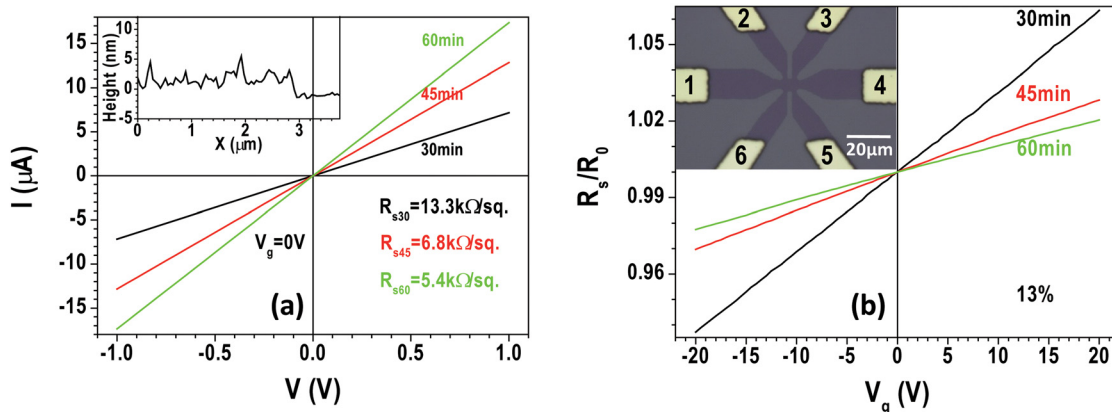 10
5
0
-5
Height (nm)
0
1
2
3
X (μm)
60min
45min
30min
15
10
5
0
-5
-10
-15
I (μA)
V_g=0V
R_s30=13.3kΩ/sq.
R_s45=6.8kΩ/sq.
R_s60=5.4kΩ/sq.
(a)
-1.0
-0.5
0.0
0.5
1.0
V (V)
1.05
1.02
0.99
0.96
R_s/R_0
2
3
1
4
6
5
20μm
30min
45min
60min
(b)
13%
-20
-15
-10
-5
0
5
10
15
20
V_g (V)